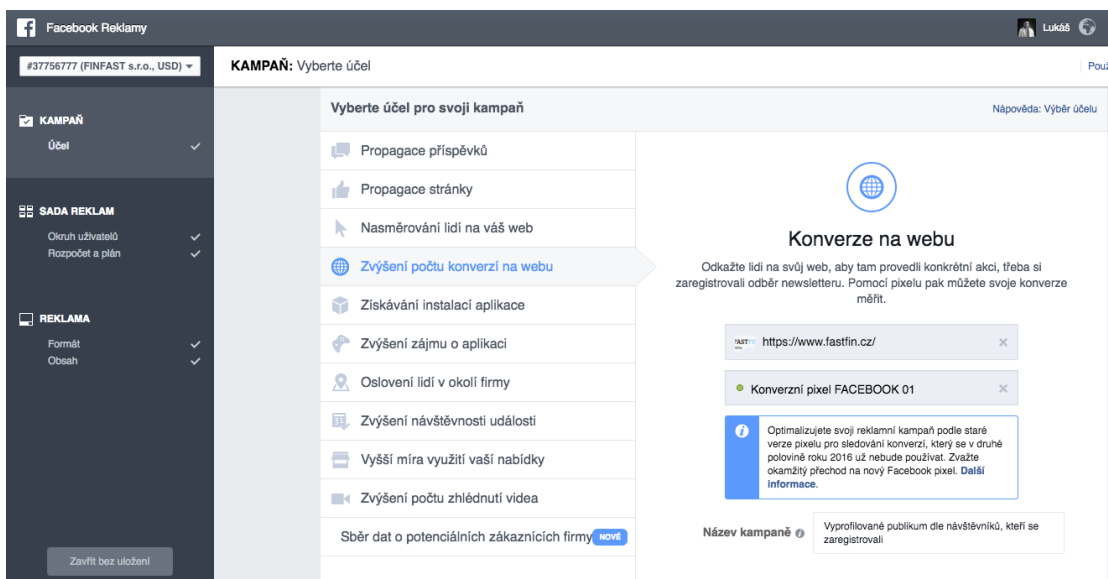 Facebook Reklamy
Lukáš
#37756777 (FINFAST s.r.o., USD)
KAMPAŇ: Vyberte účel
Použ
KAMPAŇ
Účel
SADA REKLAM
Okruh uživatelů
Rozpočet a plán
REKLAMA
Formát
Obsah
Zavřít bez uložení
Vyberte účel pro svoji kampaň
Nápověda: Výběr účelu
Propagace příspěvků
Propagace stránky
Nasměrování lidí na váš web
Zvýšení počtu konverzí na webu
Získávání instalací aplikace
Zvýšení zájmu o aplikaci
Oslovení lidí v okolí firmy
Zvýšení návštěvnosti události
Vyšší míra využití vaší nabídky
Zvýšení počtu zhlédnutí videa
Sběr dat o potenciálních zákaznících firmy NOVÉ
Konverze na webu
Odkažte lidi na svůj web, aby tam provedli konkrétní akci, třeba si
zaregistrovali odběr newsletteru. Pomocí pixelu pak můžete svoje konverze
měřit.
https://www.fastfin.cz/
Konverzní pixel FACEBOOK 01
Optimalizujete svoji reklamní kampaň podle staré
verze pixelu pro sledování konverzí, který se v druhé
polovině roku 2016 už nebude používat. Zvažte
okamžitý přechod na nový Facebook pixel. Další
informace.
Název kampaně
Vyprofilované publikum dle návštěvníků, kteří se
zaregistrovali